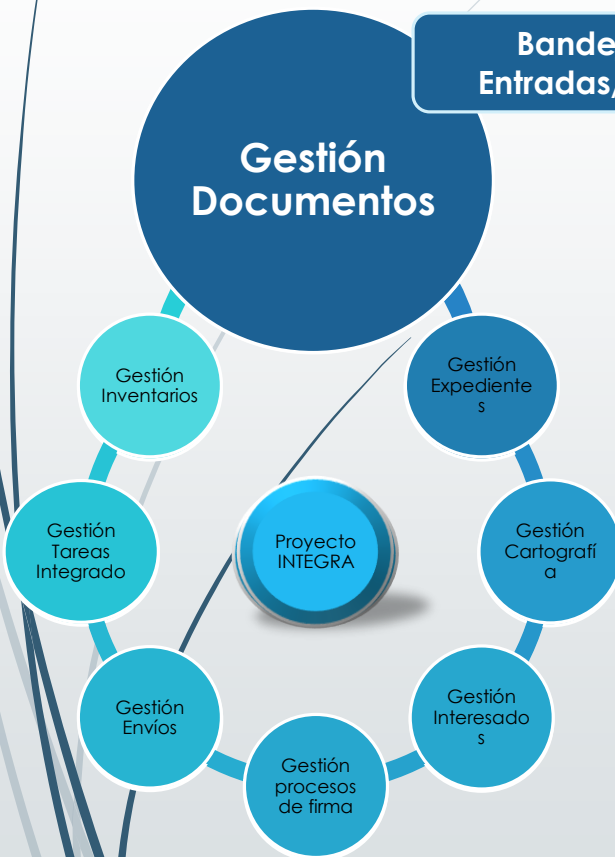 Bande
Entradas/
Gestión
Documentos
Gestión
Inventarios
Gestión
Expediente
s
Gestión
Tareas
Integrado
Proyecto
INTEGRA
Gestión
Cartografí
a
Gestión
Envíos
Gestión
Interesado
s
Gestión
procesos
de firma